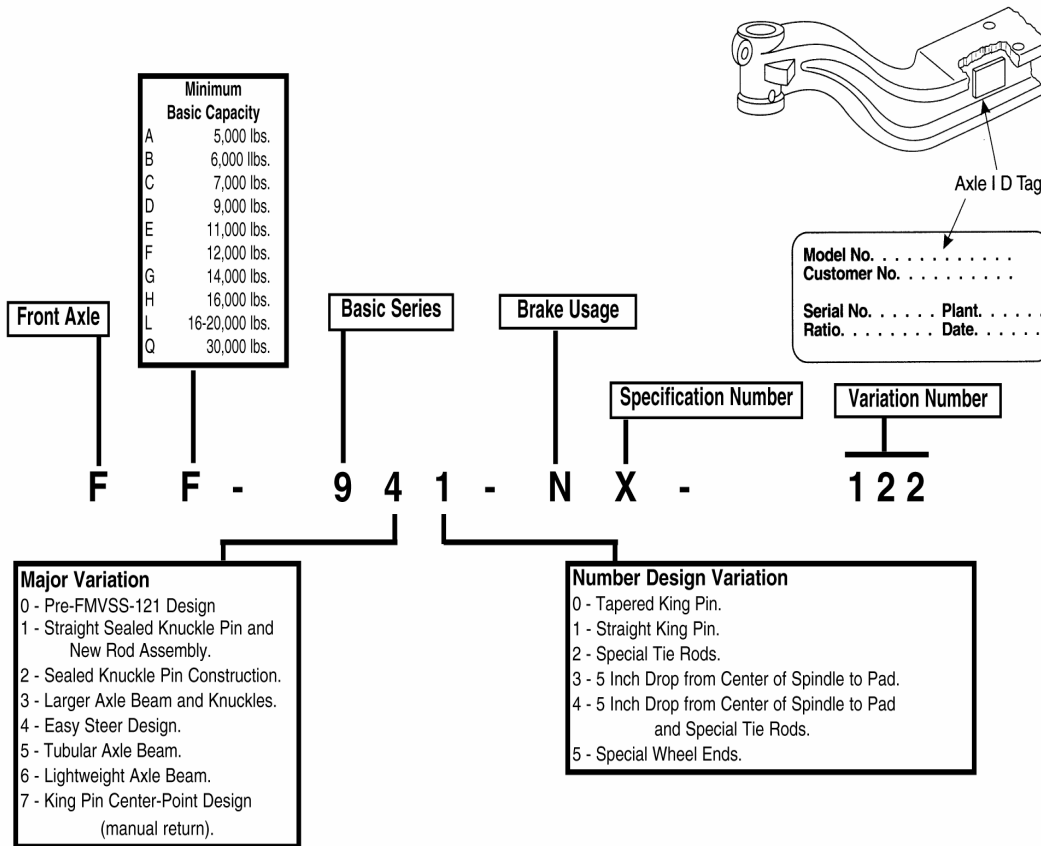 Minimum
Basic Capacity
A 5,000 lbs.
B 6,000 lbs.
C 7,000 lbs.
D 9,000 lbs.
E 11,000 lbs.
F 12,000 lbs.
G 14,000 lbs.
H 16,000 lbs.
L 16-20,000 lbs.
Q 30,000 lbs.
Axle I D Tag
Model No. . . . . . . . . . . . .
Customer No. . . . . . . . . . .
Serial No. . . . . . . Plant. . . . . . .
Ratio. . . . . . . . Date. . . . . .
Front Axle
Basic Series
Brake Usage
Specification Number
Variation Number
F F - 9 4 1 - N X - 1 2 2
Major Variation
0 - Pre-FMVSS-121 Design
1 - Straight Sealed Knuckle Pin and
New Rod Assembly.
2 - Sealed Knuckle Pin Construction.
3 - Larger Axle Beam and Knuckles.
4 - Easy Steer Design.
5 - Tubular Axle Beam.
6 - Lightweight Axle Beam.
7 - King Pin Center-Point Design
(manual return).
Number Design Variation
0 - Tapered King Pin.
1 - Straight King Pin.
2 - Special Tie Rods.
3 - 5 Inch Drop from Center of Spindle to Pad.
4 - 5 Inch Drop from Center of Spindle to Pad
and Special Tie Rods.
5 - Special Wheel Ends.